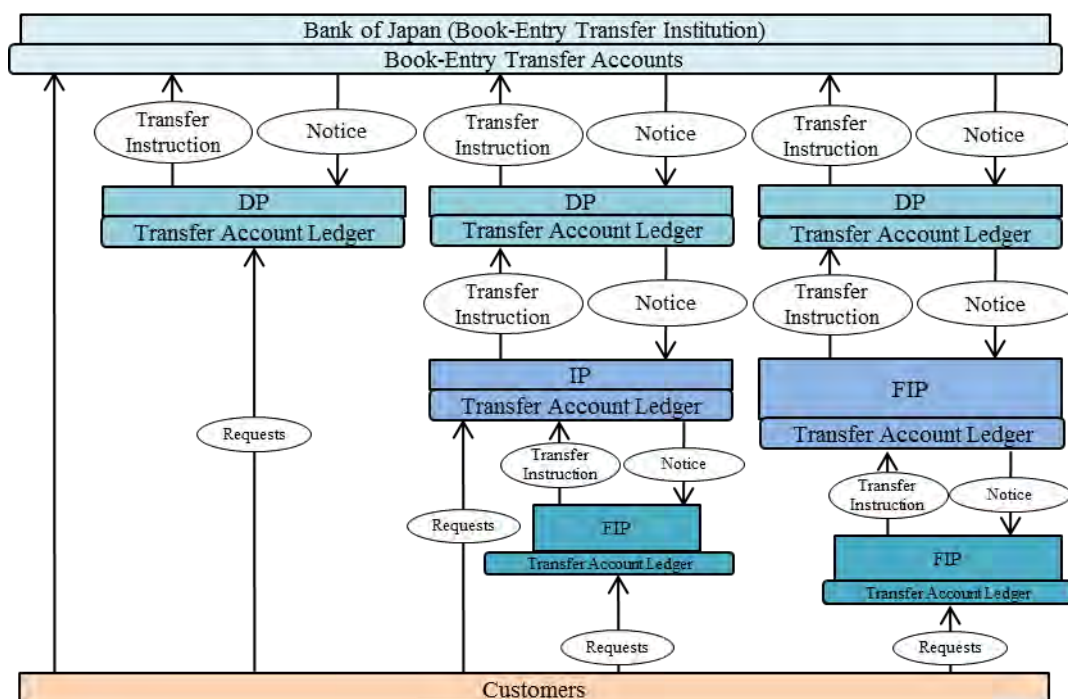 Bank of Japan (Book-Entry Transfer Institution)
Book-Entry Transfer Accounts
Transfer
Instruction
Notice
Transfer
Instruction
Notice
Transfer
Instruction
Notice
DP
Transfer Account Ledger
DP
Transfer Account Ledger
DP
Transfer Account Ledger
Transfer
Instruction
Notice
Transfer
Instruction
Notice
IP
Transfer Account Ledger
FIP
Transfer Account Ledger
Requests
Transfer
Instruction
Notice
Transfer
Instruction
Notice
Requests
FIP
Transfer Account Ledger
FIP
Transfer Account Ledger
Requests
Requests
Customers